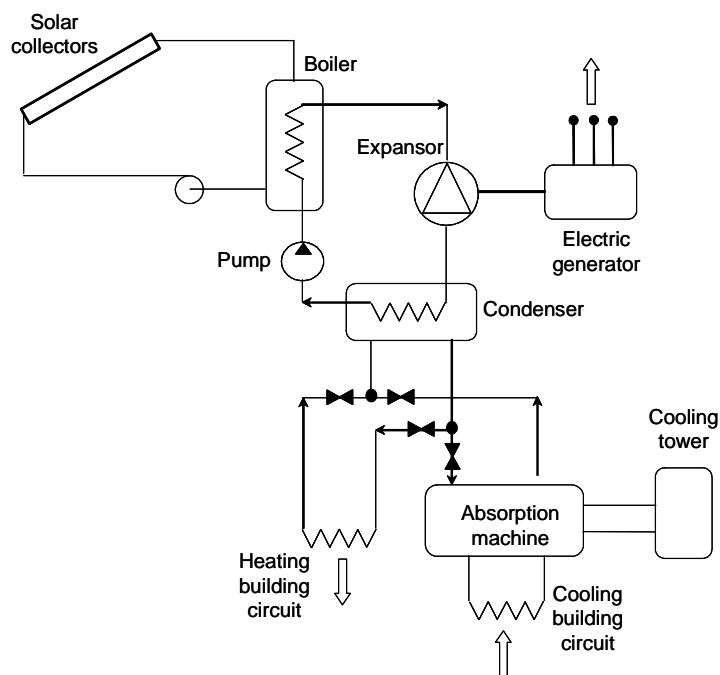 Solar
collectors
Boiler
Expansor
Electric
generator
Pump
Condenser
Cooling
tower
Absorption
machine
Heating
building
circuit
Cooling
building
circuit